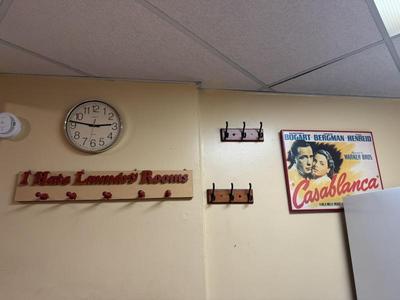 I Hate Laundry Rooms
BOGART BERGMAN HENREID
WARNER BROS.
Casablanca